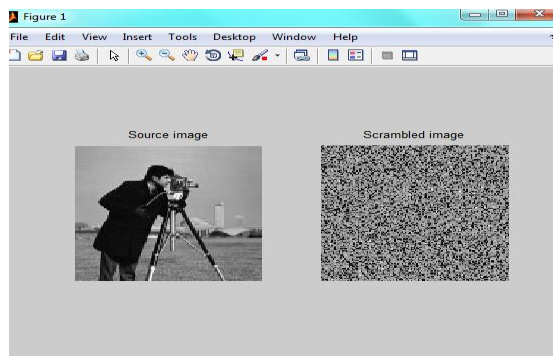 Figure 1
File Edit View Insert Tools Desktop Window Help
Source image Scrambled image